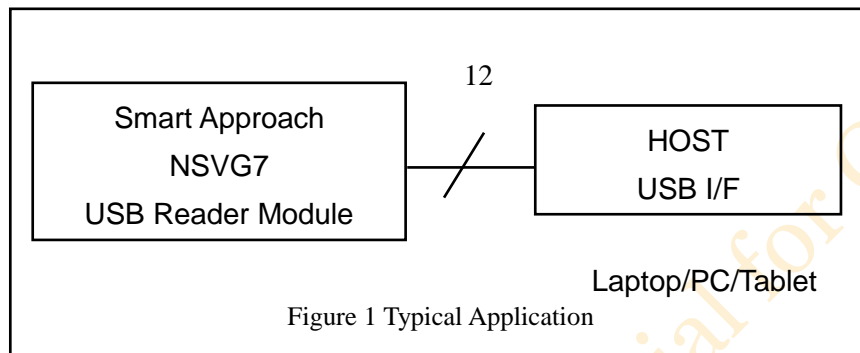 12
Smart Approach
NSVG7
USB Reader Module
HOST
USB I/F
Laptop/PC/Tablet
Figure 1 Typical Application